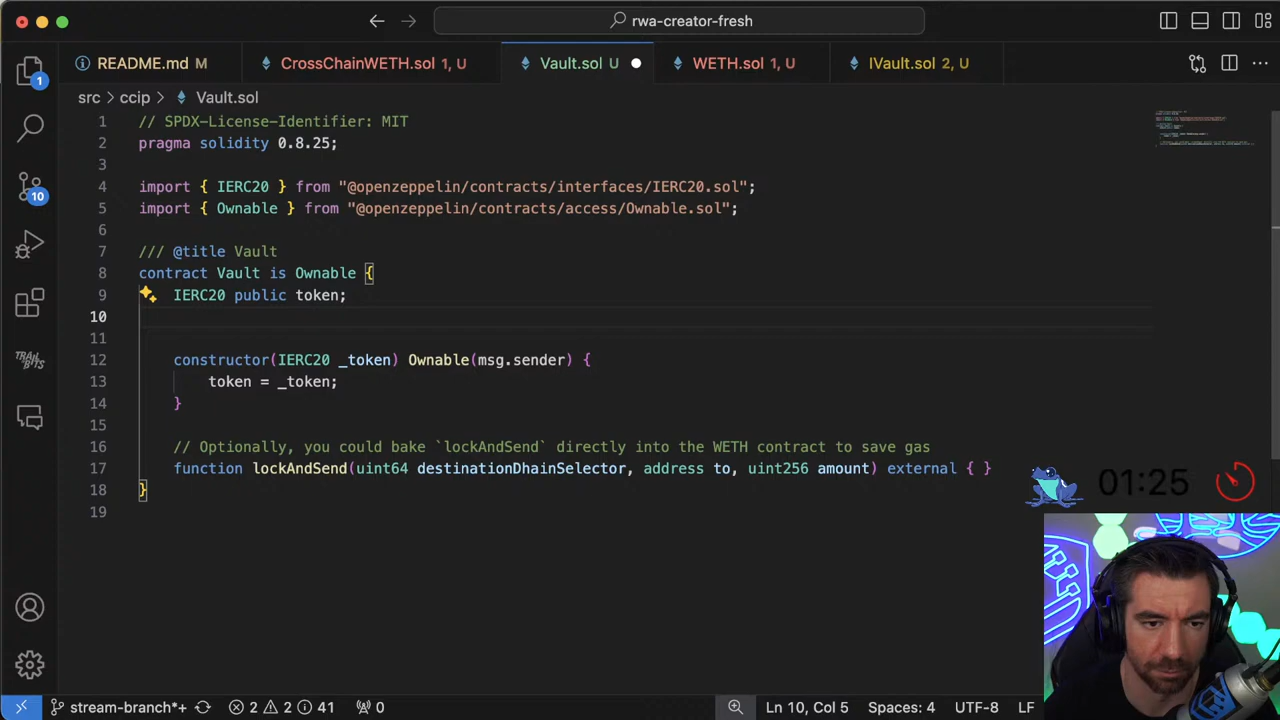 rwa-creator-fresh
README.md M
CrossChainWETH.sol 1, U
Vault.sol U
WETH.sol 1, U
IVault.sol 2, U
src > ccip > Vault.sol
1 // SPDX-License-Identifier: MIT
2 pragma solidity 0.8.25;
3
4 import { IERC20 } from "@openzeppelin/contracts/interfaces/IERC20.sol";
5 import { Ownable } from "@openzeppelin/contracts/access/Ownable.sol";
6
7 /// @title Vault
8 contract Vault is Ownable {
9 IERC20 public token;
10
11
12 constructor(IERC20 _token) Ownable(msg.sender) {
13 token = _token;
14 }
15
16 // Optionally, you could bake `lockAndSend` directly into the WETH contract to save gas
17 function lockAndSend(uint64 destinationDhainSelector, address to, uint256 amount) external { }
18 }
19
1
10
TRAIL
BITS
01:25
stream-branch*+ 2 2 41 0 Ln 10, Col 5 Spaces: 4 UTF-8 LF